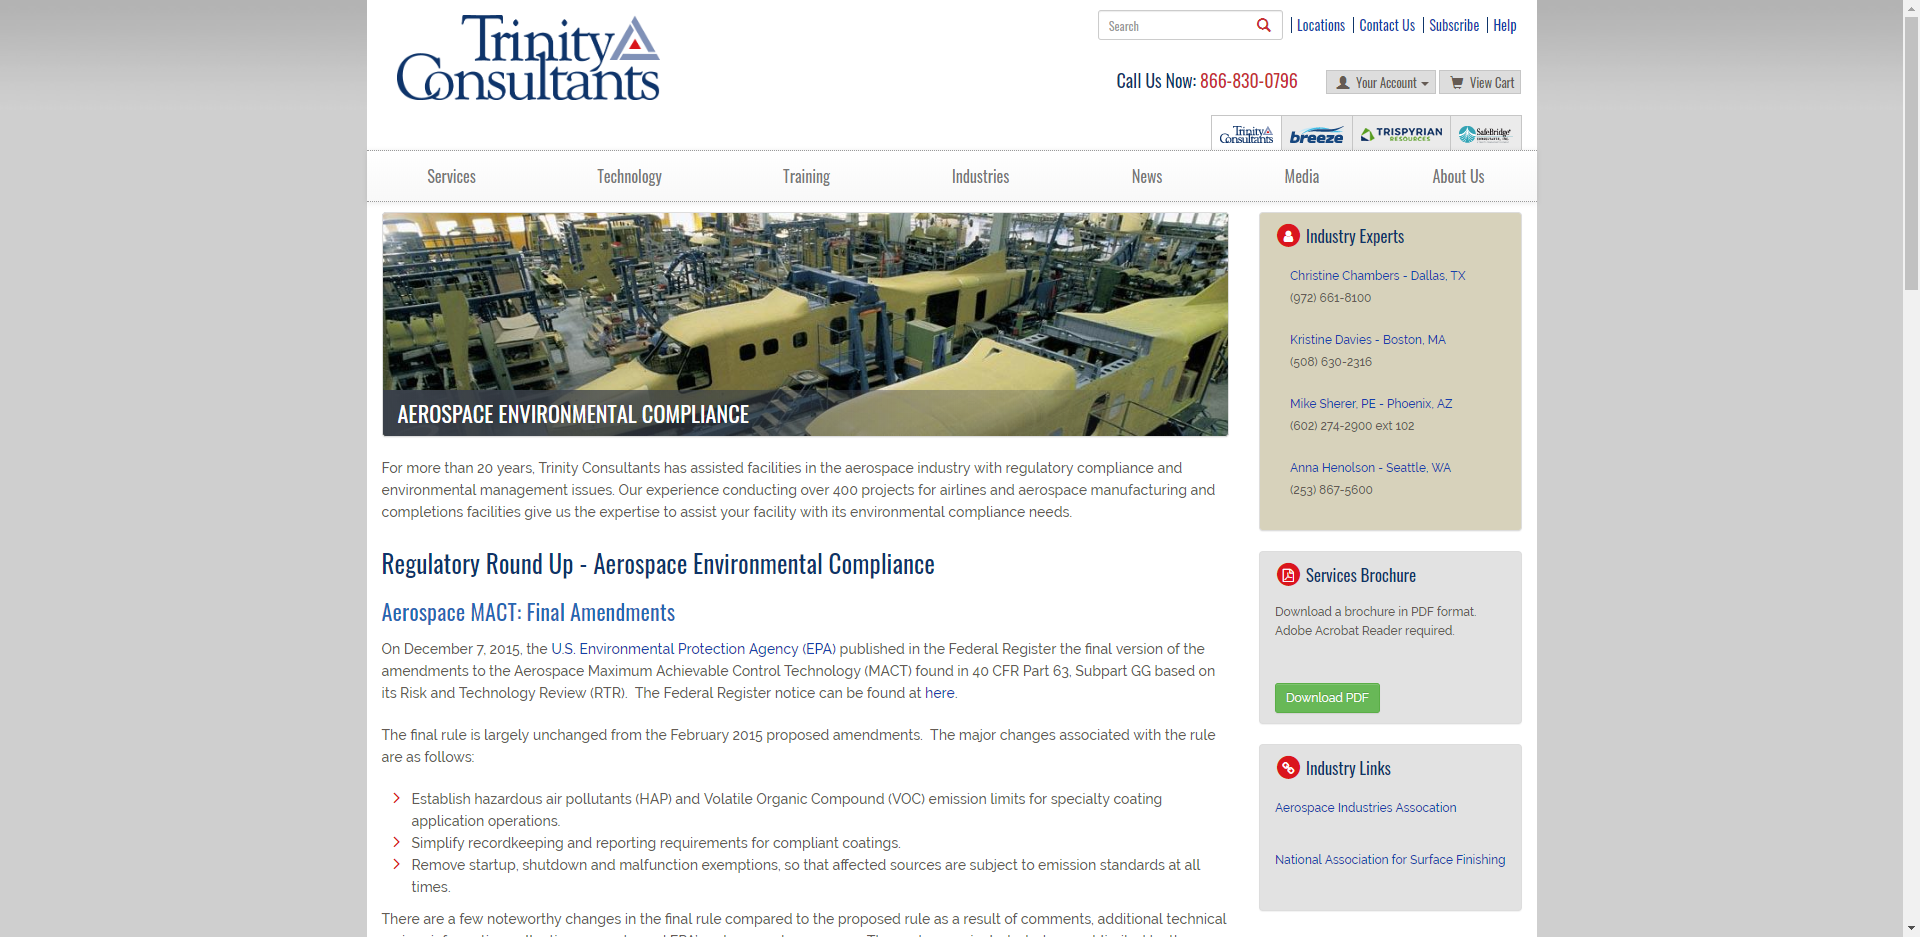 Trinity
Consultants
Search
Locations
Contact Us
Subscribe
Help
Call Us Now: 866-830-0796
Your Account
View Cart
Trinity
Consultants
breeze
TRISPYRIAN
RESOURCES
SafeBridge
Services
Technology
Training
Industries
News
Media
About Us
AEROSPACE ENVIRONMENTAL COMPLIANCE
For more than 20 years, Trinity Consultants has assisted facilities in the aerospace industry with regulatory compliance and
environmental management issues. Our experience conducting over 400 projects for airlines and aerospace manufacturing and
completions facilities give us the expertise to assist your facility with its environmental compliance needs.
Regulatory Round Up - Aerospace Environmental Compliance
Aerospace MACT: Final Amendments
On December 7, 2015, the U.S. Environmental Protection Agency (EPA) published in the Federal Register the final version of the
amendments to the Aerospace Maximum Achievable Control Technology (MACT) found in 40 CFR Part 63, Subpart GG based on
its Risk and Technology Review (RTR).  The Federal Register notice can be found at here.
The final rule is largely unchanged from the February 2015 proposed amendments.  The major changes associated with the rule
are as follows:
Establish hazardous air pollutants (HAP) and Volatile Organic Compound (VOC) emission limits for specialty coating
application operations.
Simplify recordkeeping and reporting requirements for compliant coatings.
Remove startup, shutdown and malfunction exemptions, so that affected sources are subject to emission standards at all
times.
There are a few noteworthy changes in the final rule compared to the proposed rule as a result of comments, additional technical
Industry Experts
Christine Chambers - Dallas, TX
(972) 661-8100
Kristine Davies - Boston, MA
(508) 630-2316
Mike Sherer, PE - Phoenix, AZ
(602) 274-2900 ext 102
Anna Henolson - Seattle, WA
(253) 867-5600
Services Brochure
Download a brochure in PDF format.
Adobe Acrobat Reader required.
Download PDF
Industry Links
Aerospace Industries Assocation
National Association for Surface Finishing